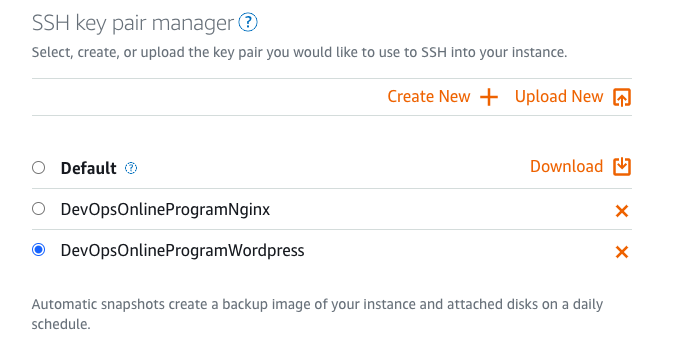 SSH key pair manager ?
Select, create, or upload the key pair you would like to use to SSH into your instance.
Create New + Upload New
Default ? Download
DevOpsOnlineProgramNginx
DevOpsOnlineProgramWordpress
Automatic snapshots create a backup image of your instance and attached disks on a daily
schedule.